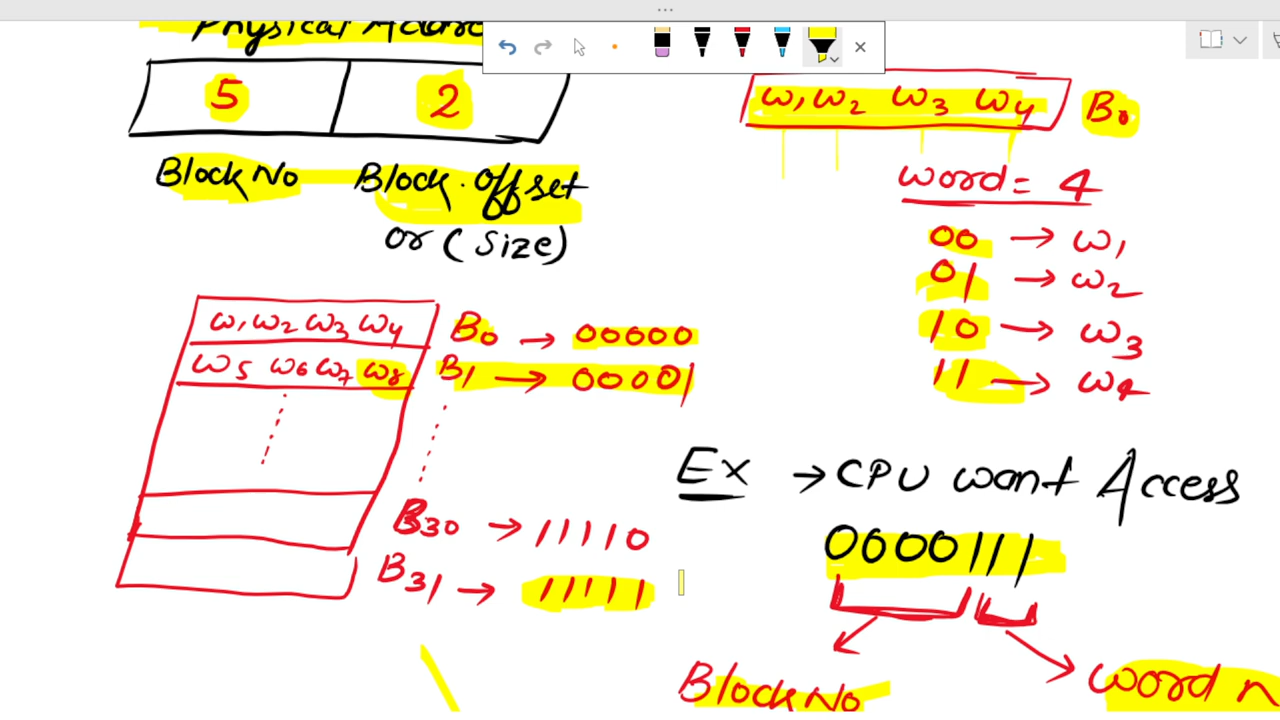 Physical
5 2
Block No Block. offset
or (Size)
W1 W2 W3 W4 B0
word = 4
00 → W1
01 → W2
10 → W3
11 → W4
W1 W2 W3 W4 B0 → 00000
W5 W6 W7 W8 B1 → 00001
B30 → 11110
B31 → 11111
Ex → CPU want Access
0000111
Block No word